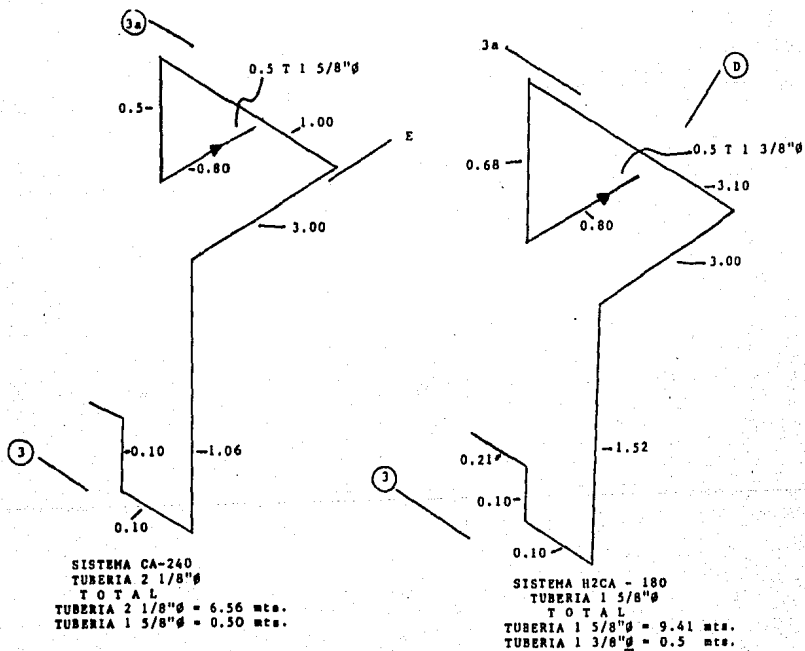 3a
0.5 T 1 5/8"Ø
0.5-
1.00
E
-0.80
3.00
3
-0.10
-1.06
0.10
SISTEMA CA-240
TUBERIA 2 1/8"Ø
T O T A L
TUBERIA 2 1/8"Ø = 6.56 mts.
TUBERIA 1 5/8"Ø = 0.50 mts.
3a
D
0.5 T 1 3/8"Ø
0.68
-3.10
0.80
3.00
3
0.21
-1.52
0.10
0.10
SISTEMA H2CA - 180
TUBERIA 1 5/8"Ø
T O T A L
TUBERIA 1 5/8"Ø = 9.41 mts.
TUBERIA 1 3/8"Ø = 0.5 mts.